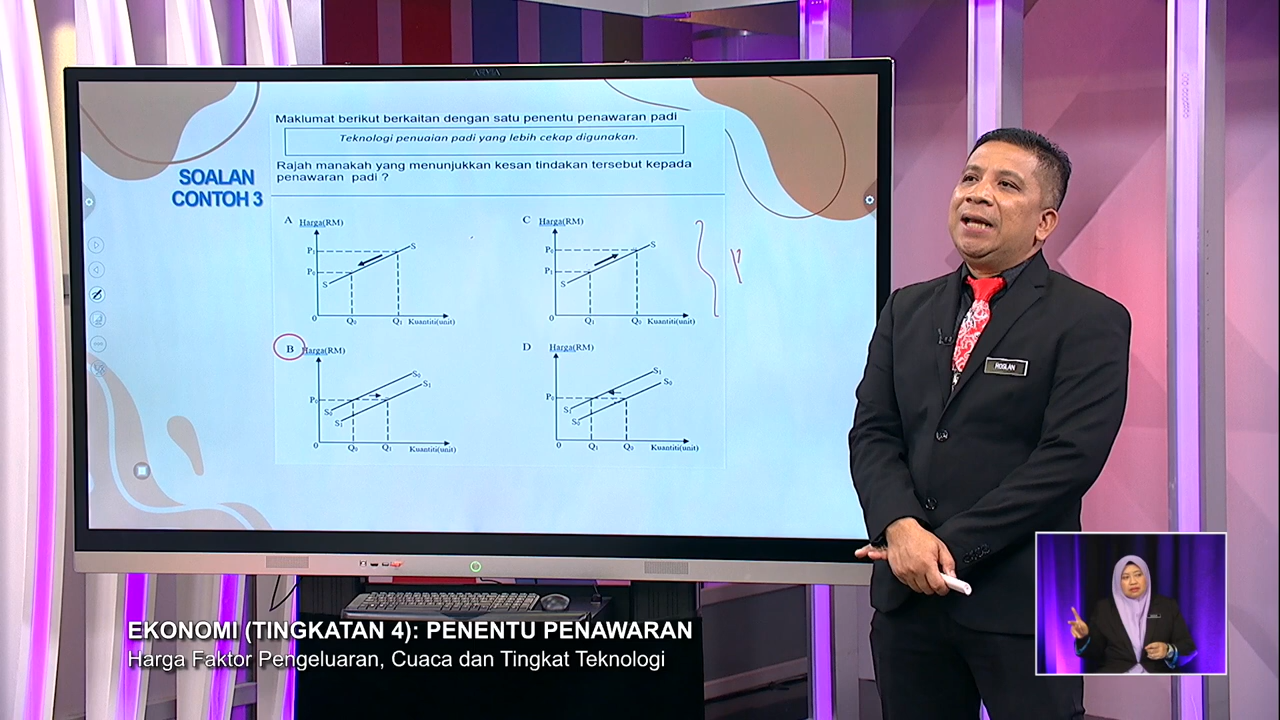 ARVIA
Maklumat berikut berkaitan dengan satu penentu penawaran padi
Teknologi penuaian padi yang lebih cekap digunakan.
Rajah manakah yang menunjukkan kesan tindakan tersebut kepada
penawaran padi ?
SOALAN
CONTOH 3
A Harga(RM)
P₁
S
P₀
S
0 Q₀ Q₁ Kuantiti(unit)
C Harga(RM)
P₀
S
P₁
S
0 Q₁ Q₀ Kuantiti(unit)
B Harga(RM)
S₀
S₁
P₀
S₀
S₁
0 Q₀ Q₁ Kuantiti(unit)
D Harga(RM)
S₁
S₀
P₀
S₁
S₀
0 Q₁ Q₀ Kuantiti(unit)
ROSLAN
EKONOMI (TINGKATAN 4): PENENTU PENAWARAN
Harga Faktor Pengeluaran, Cuaca dan Tingkat Teknologi